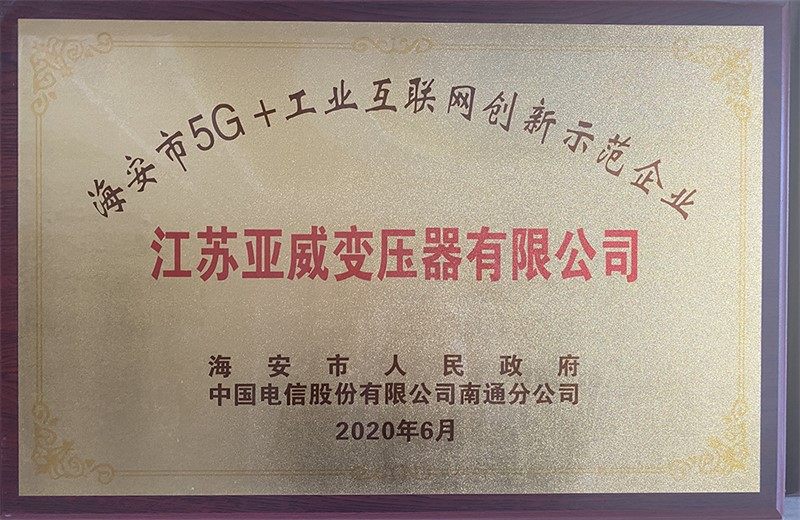 海安市5G+工业互联网创新示范企业
江苏亚威变压器有限公司
海安市人民政府
中国电信股份有限公司南通分公司
2020年6月